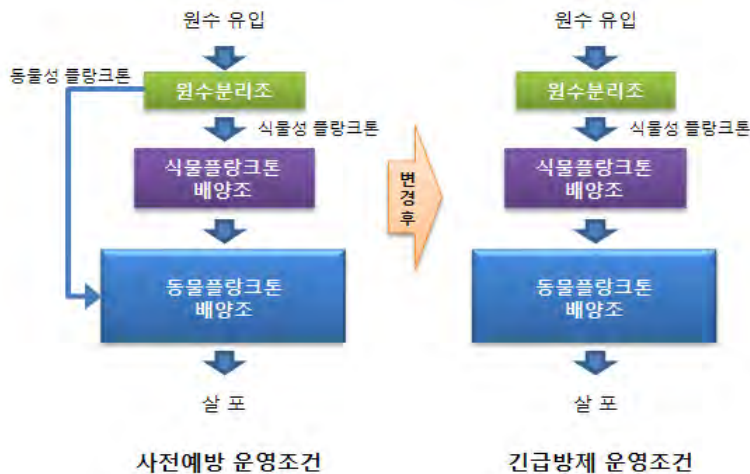 원수 유입
동물성 플랑크톤
원수분리조
식물성 플랑크톤
식물플랑크톤
배양조
동물플랑크톤
배양조
살 포
사전예방 운영조건
변경후
원수 유입
원수분리조
식물성 플랑크톤
식물플랑크톤
배양조
동물플랑크톤
배양조
살 포
긴급방제 운영조건